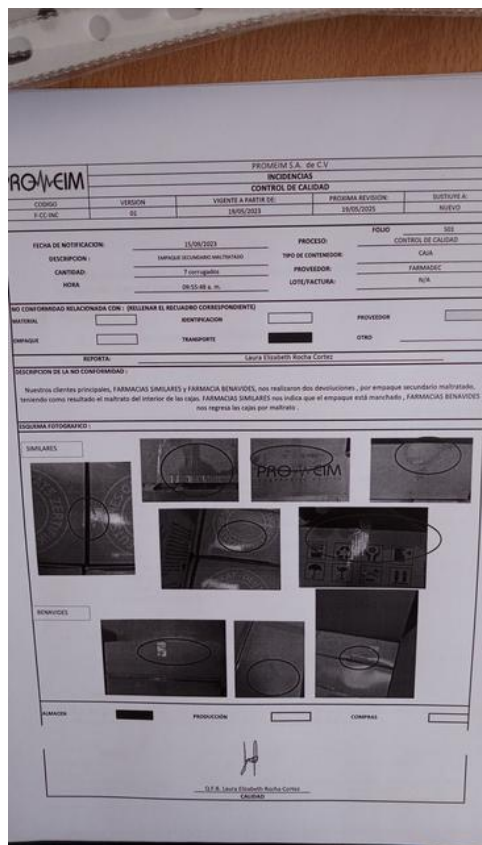 PROMEIM
PROMEIM S.A. de C.V
INCIDENCIAS
CONTROL DE CALIDAD
CODIGO VERSION VIGENTE A PARTIR DE: PROXIMA REVISION: SUSTIUYE A:
F-CC-INC 01 19/05/2023 19/05/2025 NUEVO
FOLIO 501
FECHA DE NOTIFICACION: 15/06/2023 PROCESO: CONTROL DE CALIDAD
DESCRIPCION : EMPAQUE SECUNDARIO MALTRATADO TIPO DE CONTENEDOR: CAJA
CANTIDAD: 7 corrugados PROVEEDOR: FARMADEC
HORA 09:55:48 a. m. LOTE/FACTURA: N/A
NO CONFORMIDAD RELACIONADA CON : (RELLENAR EL RECUADRO CORRESPONDIENTE)
MATERIAL IDENTIFICACION PROVEEDOR
EMPAQUE TRANSPORTE OTRO
REPORTA: Laura Elizabeth Rocha Cortez
DESCRIPCION DE LA NO CONFORMIDAD :
Nuestros clientes principales, FARMACIAS SIMILARES y FARMACIA BENAVIDES, nos realizaron dos devoluciones , por empaque secundario maltratado,
teniendo como resultado el maltrato del interior de las cajas. FARMACIAS SIMILARES nos indica que el empaque está manchado , FARMACIAS BENAVIDES
nos regresa las cajas por maltrato .
ESQUEMA FOTOGRAFICO :
SIMILARES
PROMEIM
BENAVIDES
ALMACEN PRODUCCIÓN COMPRAS
Q.F.B. Laura Elizabeth Rocha Cortez
CALIDAD